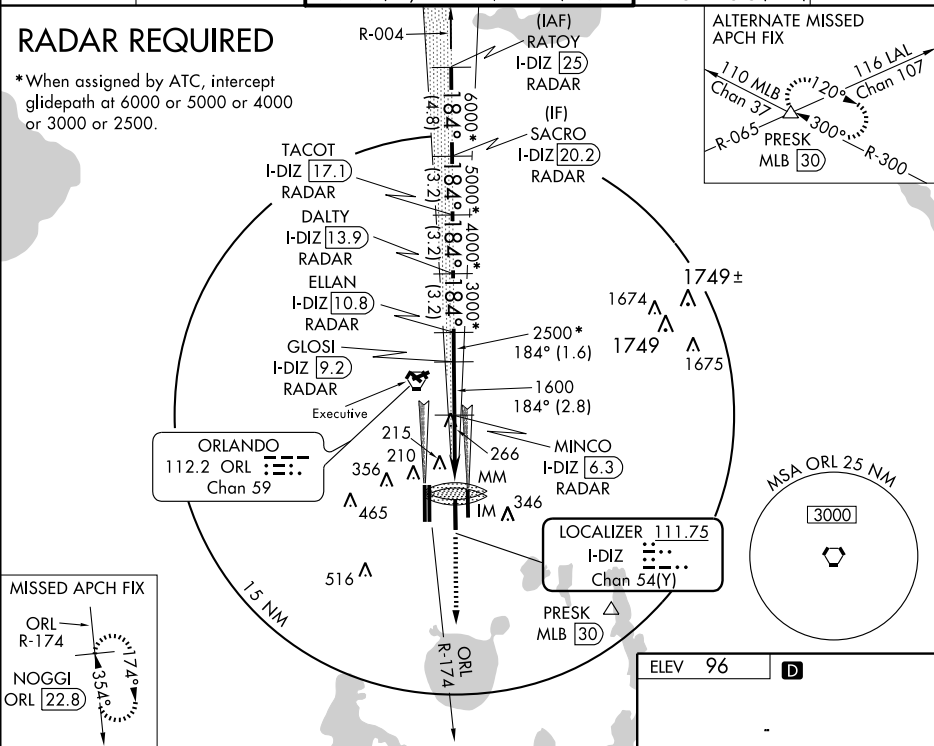 RADAR REQUIRED
*When assigned by ATC, intercept
glidepath at 6000 or 5000 or 4000
or 3000 or 2500.
R-004
(IAF)
RATOY
I-DIZ 25
RADAR
(IF)
SACRO
I-DIZ 20.2
RADAR
ALTERNATE MISSED
APCH FIX
110 MLB
Chan 37
116 LAL
Chan 107
120°
300°
R-065
R-300
PRESK
MLB 30
6000*
184°
(4.8)
TACOT
I-DIZ 17.1
RADAR
5000*
184°
(3.2)
DALTY
I-DIZ 13.9
RADAR
4000*
184°
(3.2)
ELLAN
I-DIZ 10.8
RADAR
3000*
184°
(3.2)
GLOSI
I-DIZ 9.2
RADAR
2500*
184° (1.6)
1600
184° (2.8)
1749±
1674
1749
1675
Executive
ORLANDO
112.2 ORL
Chan 59
215
210
356
465
516
266
MM
IM
346
MINCO
I-DIZ 6.3
RADAR
LOCALIZER 111.75
I-DIZ
Chan 54(Y)
MSA ORL 25 NM
3000
PRESK
MLB 30
15 NM
ORL
R-174
MISSED APCH FIX
ORL
R-174
NOGGI
ORL 22.8
174°
354°
ELEV 96
D